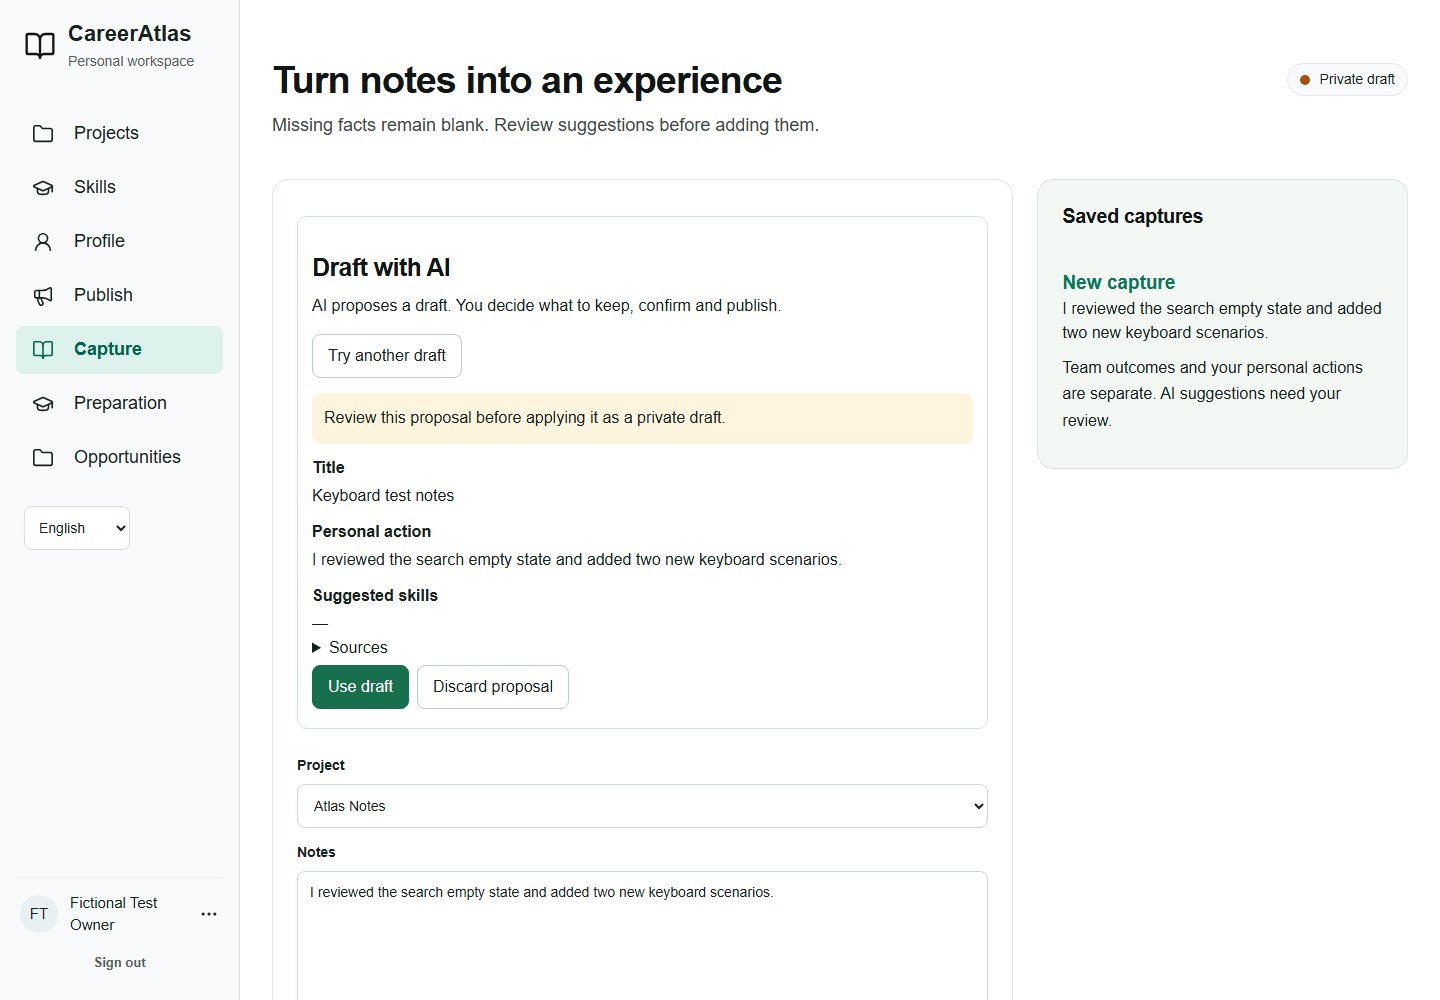 CareerAtlas
Personal workspace
Projects
Skills
Profile
Publish
Capture
Preparation
Opportunities
English
Fictional Test
Owner
FT
Sign out
Turn notes into an experience
Missing facts remain blank. Review suggestions before adding them.
Private draft
Draft with AI
AI proposes a draft. You decide what to keep, confirm and publish.
Try another draft
Review this proposal before applying it as a private draft.
Title
Keyboard test notes
Personal action
I reviewed the search empty state and added two new keyboard scenarios.
Suggested skills
—
Sources
Use draft
Discard proposal
Project
Atlas Notes
Notes
I reviewed the search empty state and added two new keyboard scenarios.
Saved captures
New capture
I reviewed the search empty state and added
two new keyboard scenarios.
Team outcomes and your personal actions
are separate. AI suggestions need your
review.